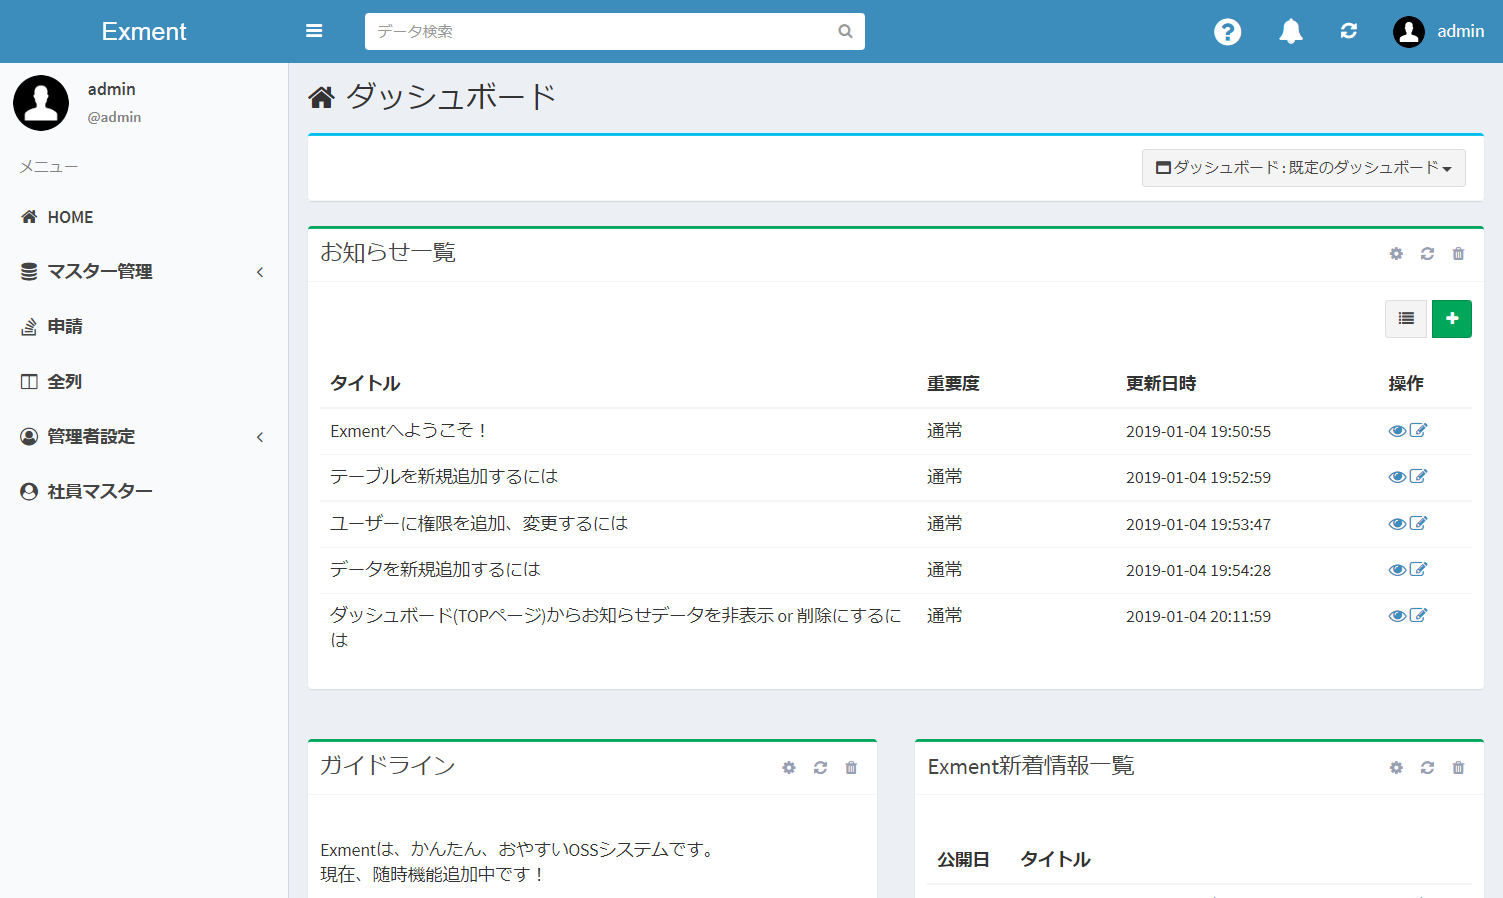 Exment
データ検索
admin
admin
@admin
メニュー
HOME
マスター管理
申請
全列
管理者設定
社員マスター
ダッシュボード
ダッシュボード : 既定のダッシュボード
お知らせ一覧
タイトル 重要度 更新日時 操作
Exmentへようこそ！ 通常 2019-01-04 19:50:55
テーブルを新規追加するには 通常 2019-01-04 19:52:59
ユーザーに権限を追加、変更するには 通常 2019-01-04 19:53:47
データを新規追加するには 通常 2019-01-04 19:54:28
ダッシュボード(TOPページ)からお知らせデータを非表示 or 削除にするに 通常 2019-01-04 20:11:59
は
ガイドライン
Exmentは、かんたん、おやすいOSSシステムです。
現在、随時機能追加中です！
Exment新着情報一覧
公開日 タイトル